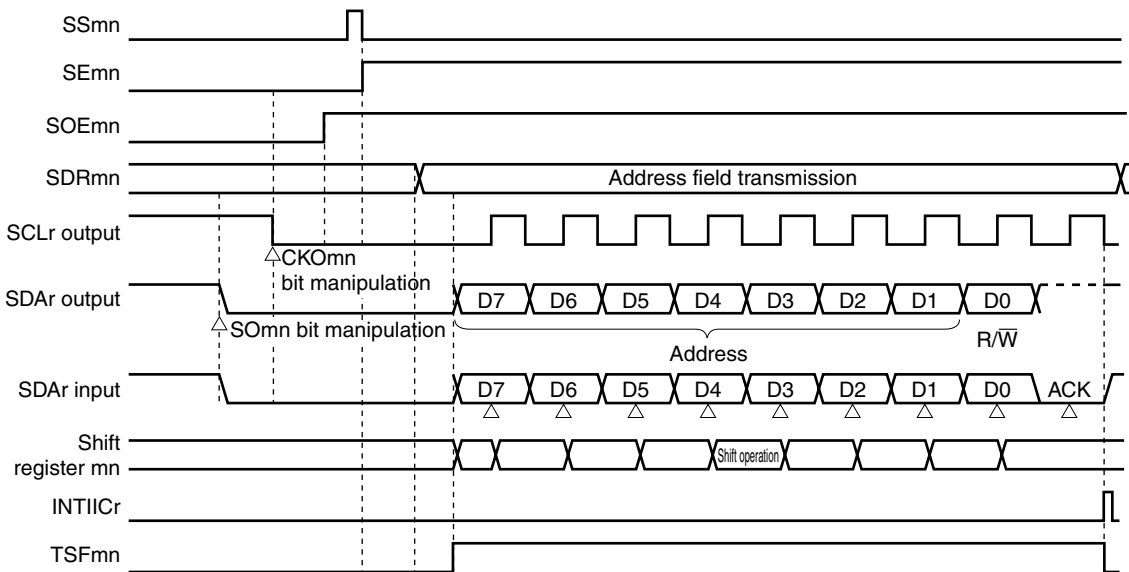 SSmn
SEmn
SOEmn
SDRmn
Address field transmission
SCLr output
CKOmn
bit manipulation
SDAr output
D7 D6 D5 D4 D3 D2 D1 D0
SOmn bit manipulation
R/W̅
Address
SDAr input
D7 D6 D5 D4 D3 D2 D1 D0 ACK
Shift
register mn
Shift operation
INTIICr
TSFmn